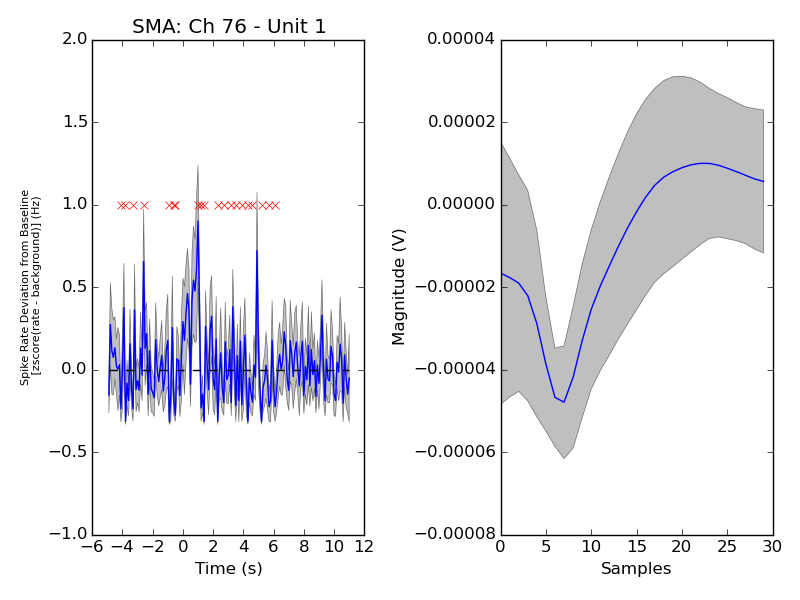 SMA: Ch 76 - Unit 1
Spike Rate Deviation from Baseline
[zscore(rate - background)] (Hz)
2.0
1.5
1.0
0.5
0.0
−0.5
−1.0
−6 −4 −2 0 2 4 6 8 10 12
Time (s)
Magnitude (V)
0.00004
0.00002
0.00000
−0.00002
−0.00004
−0.00006
−0.00008
0 5 10 15 20 25 30
Samples